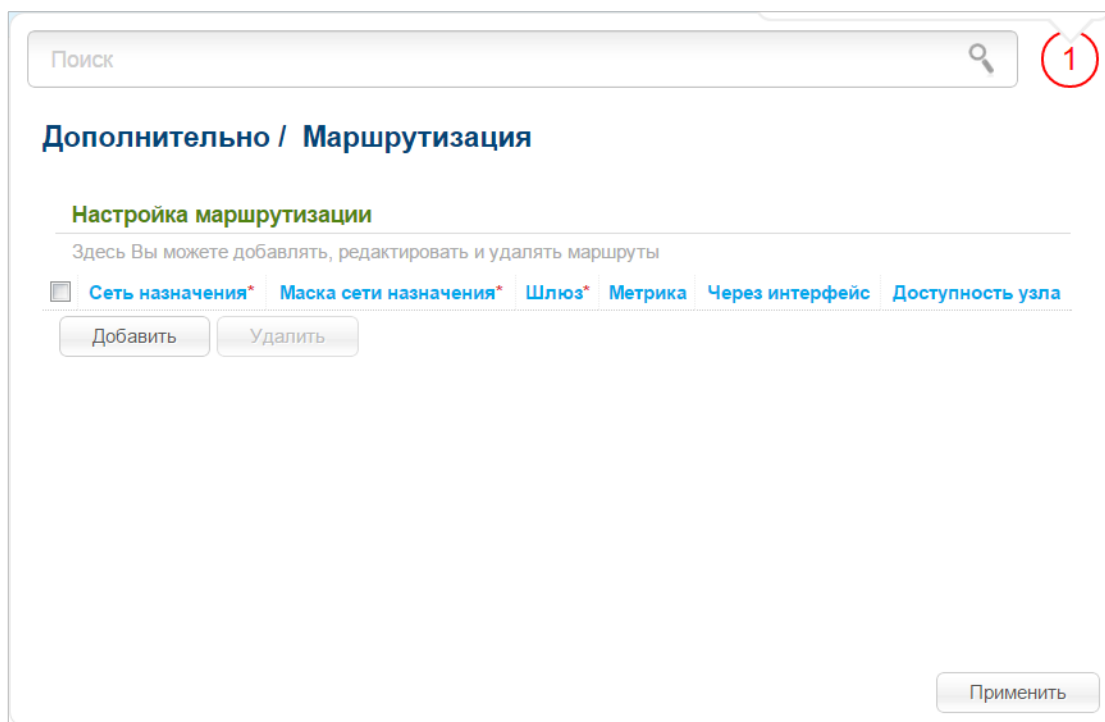 Поиск
1
Дополнительно / Маршрутизация
Настройка маршрутизации
Здесь Вы можете добавлять, редактировать и удалять маршруты
Сеть назначения* Маска сети назначения* Шлюз* Метрика Через интерфейс Доступность узла
Добавить Удалить
Применить